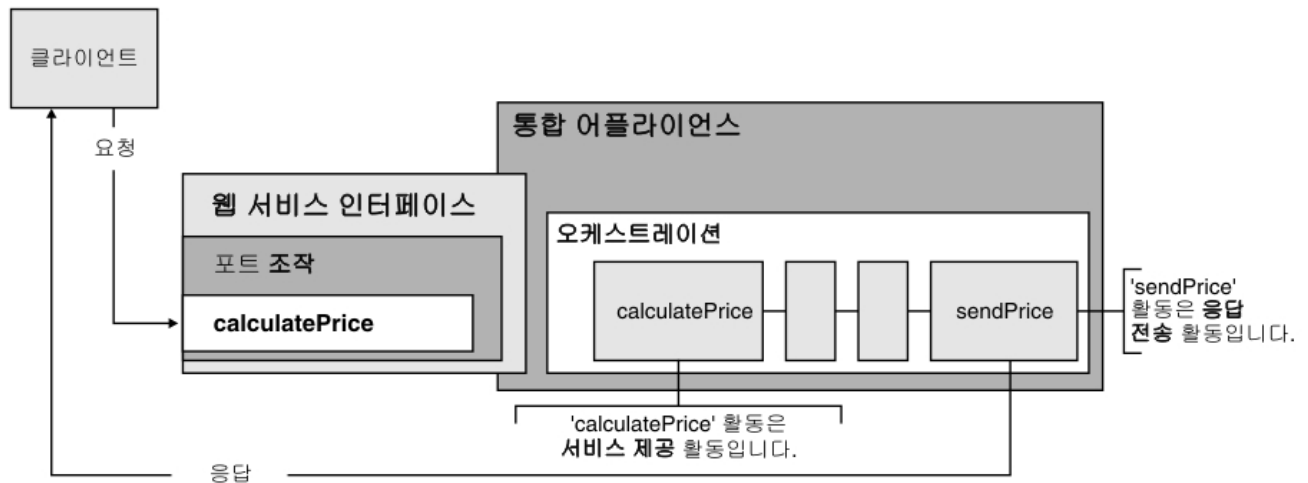 클라이언트
요청
통합 어플라이언스
웹 서비스 인터페이스
오케스트레이션
포트 조작
calculatePrice
calculatePrice
sendPrice
'sendPrice'
활동은 응답
전송 활동입니다.
'calculatePrice' 활동은
서비스 제공 활동입니다.
응답